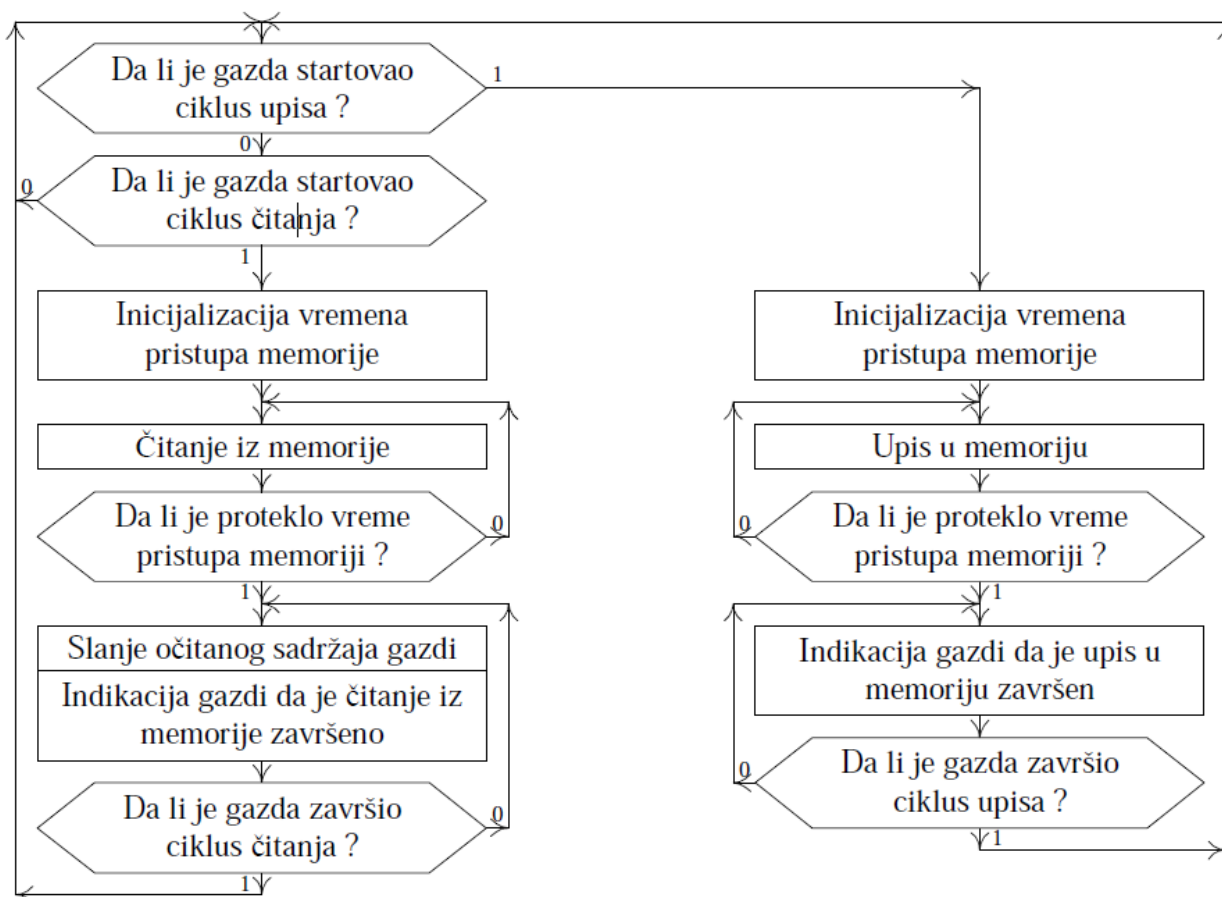 Da li je gazda startovao
ciklus upisa ?
1
0
Da li je gazda startovao
ciklus čitanja ?
0
1
Inicijalizacija vremena
pristupa memorije
Čitanje iz memorije
Da li je proteklo vreme
pristupa memoriji ?
0
1
Slanje očitanog sadržaja gazdi
Indikacija gazdi da je čitanje iz
memorije završeno
Da li je gazda završio
ciklus čitanja ?
0
1
Inicijalizacija vremena
pristupa memorije
Upis u memoriju
Da li je proteklo vreme
pristupa memoriji ?
0
1
Indikacija gazdi da je upis u
memoriju završen
Da li je gazda završio
ciklus upisa ?
0
1